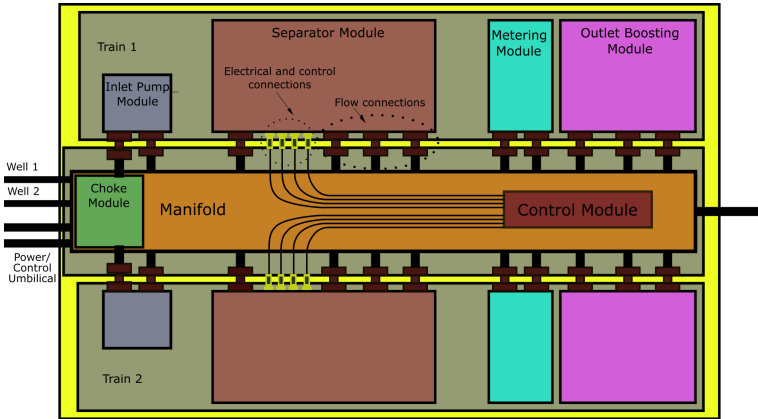 Train 1
Separator Module
Metering
Module
Outlet Boosting
Module
Electrical and control
connections
Inlet Pump
Module
Flow connections
Well 1
Well 2
Choke
Module
Manifold
Control Module
Power/
Control
Umbilical
Train 2